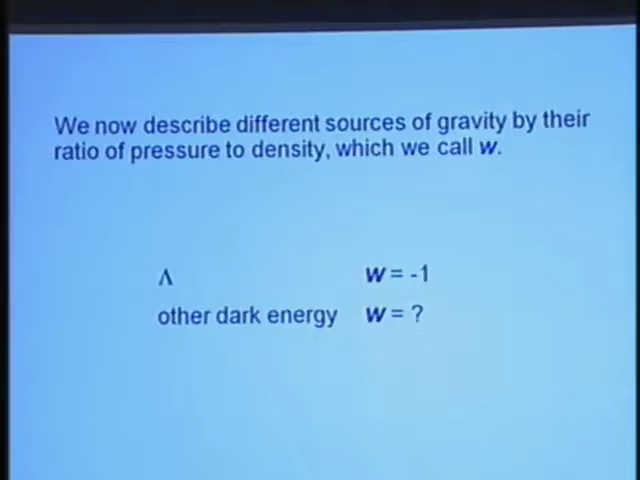 We now describe different sources of gravity by their
ratio of pressure to density, which we call w.
Λ w = -1
other dark energy w = ?